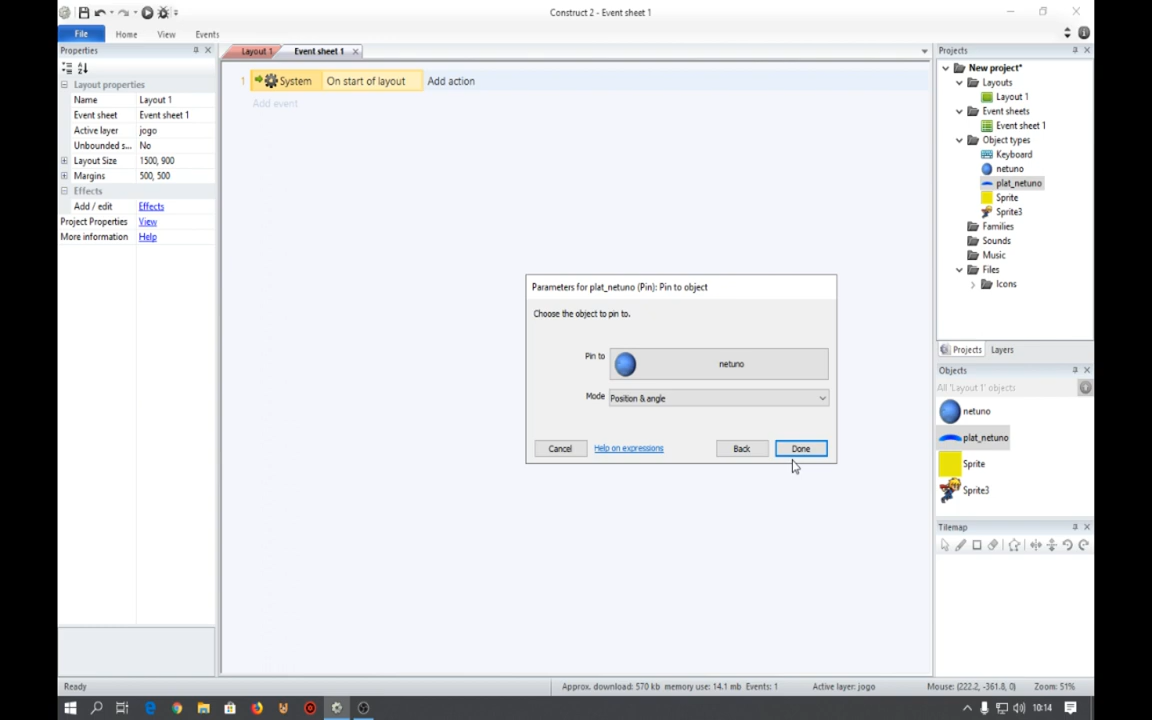 Construct 2 - Event sheet 1
File
Home
View
Events
Properties
Layout properties
Name
Layout 1
Event sheet
Event sheet 1
Active layer
jogo
Unbounded s...
No
Layout Size
1500, 900
Margins
500, 500
Effects
Add / edit
Effects
Project Properties
View
More information
Help
Layout 1
Event sheet 1
1
System
On start of layout
Add action
Add event
Parameters for plat_netuno (Pin): Pin to object
Choose the object to pin to.
Pin to
netuno
Mode
Position & angle
Cancel
Help on expressions
Back
Done
Projects
New project*
Layouts
Layout 1
Event sheets
Event sheet 1
Object types
Keyboard
netuno
plat_netuno
Sprite
Sprite3
Families
Sounds
Music
Files
Icons
Projects
Layers
Objects
All 'Layout 1' objects
netuno
plat_netuno
Sprite
Sprite3
Tilemap
Ready
Approx. download: 570 kb memory use: 14.1 mb Events: 1
Active layer: jogo
Mouse: (222.2, -361.8, 0)
Zoom: 51%
10:14